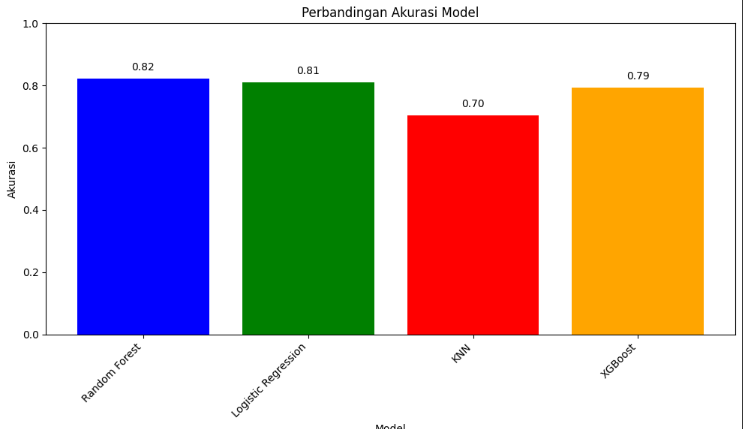 Perbandingan Akurasi Model
1.0
0.8
0.6
0.4
0.2
0.0
Akurasi
0.82
0.81
0.70
0.79
Random Forest
Logistic Regression
KNN
XGBoost
Model